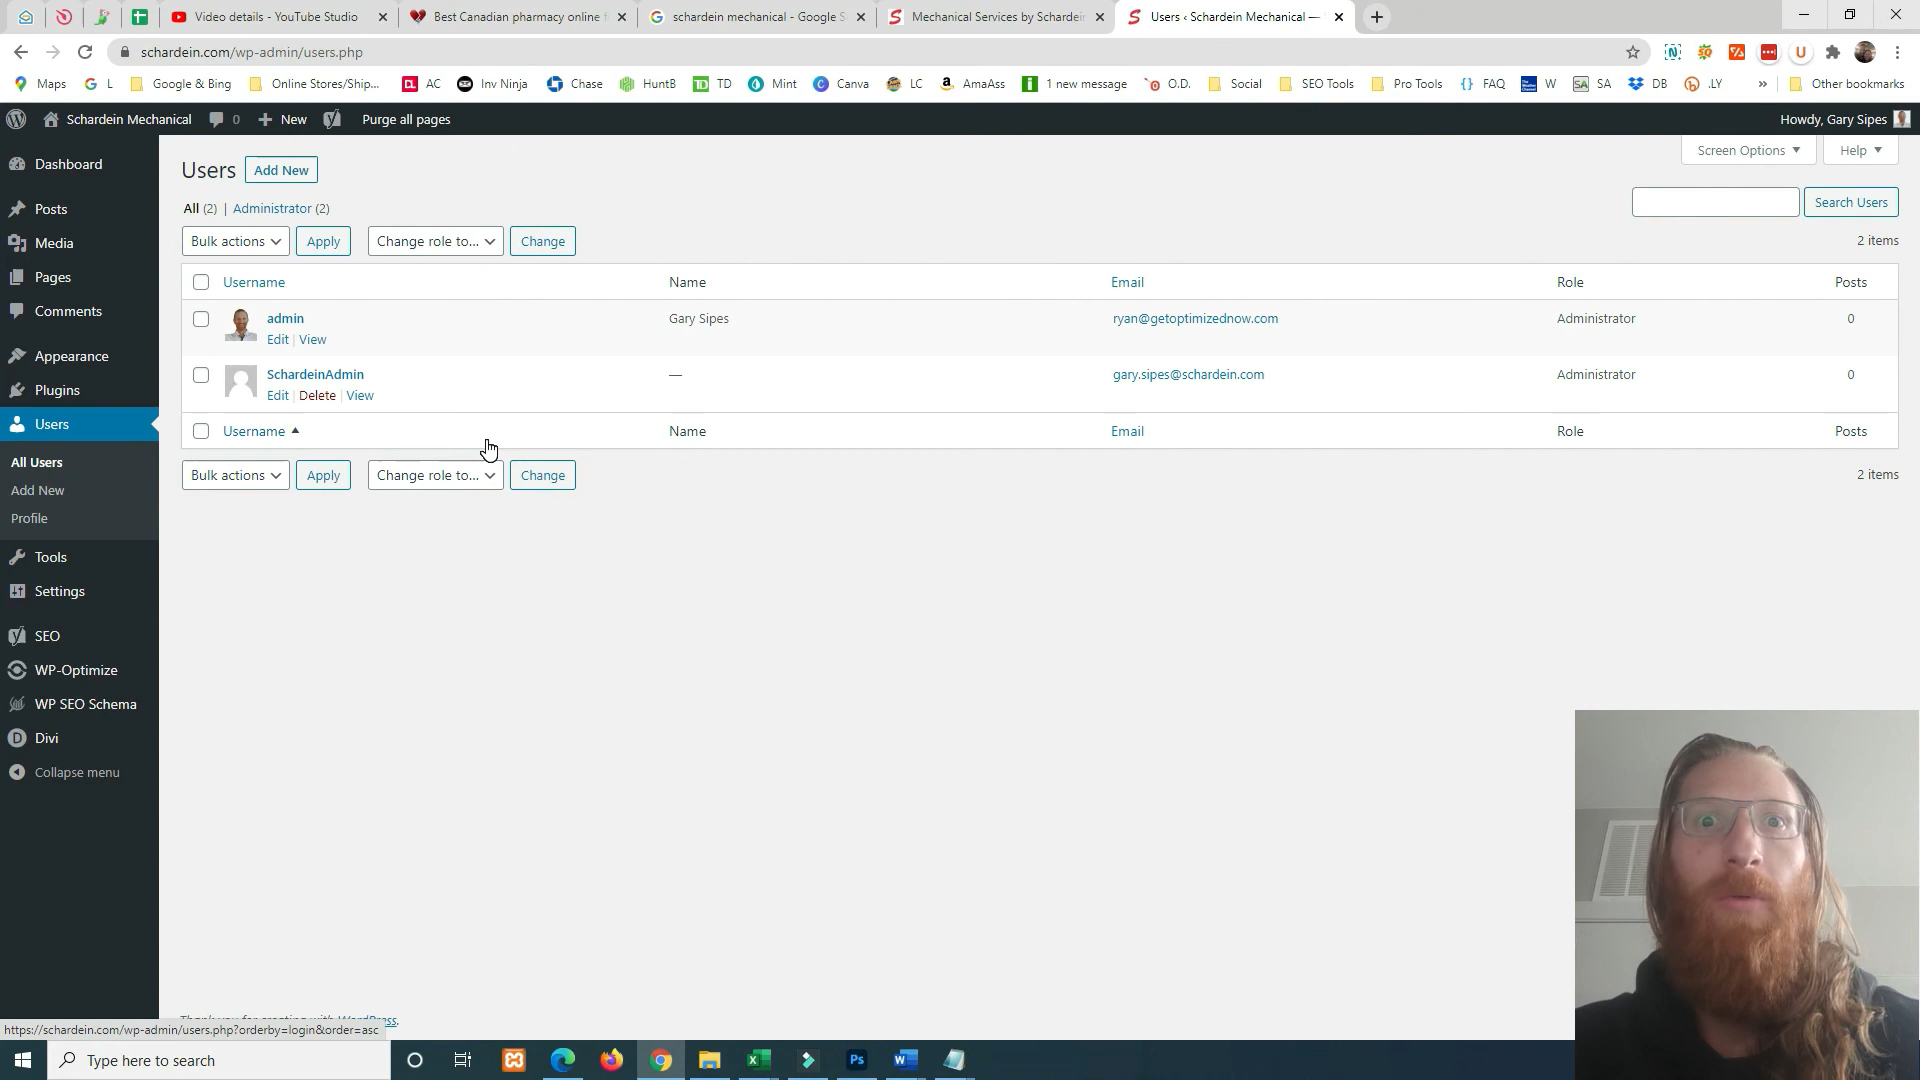 Video details - YouTube Studio
Best Canadian pharmacy online f
schardein mechanical - Google S
Mechanical Services by Schardein
Users ‹ Schardein Mechanical —
schardein.com/wp-admin/users.php
Maps
L
Google & Bing
Online Stores/Ship...
AC
Inv Ninja
Chase
HuntB
TD
Mint
Canva
LC
AmaAss
1 new message
O.D.
Social
SEO Tools
Pro Tools
FAQ
W
SA
DB
.LY
»
Other bookmarks
Schardein Mechanical
0
New
Purge all pages
Howdy, Gary Sipes
Dashboard
Posts
Media
Pages
Comments
Appearance
Plugins
Users
All Users
Add New
Profile
Tools
Settings
SEO
WP-Optimize
WP SEO Schema
Divi
Collapse menu
Screen Options
Help
Users Add New
All (2) | Administrator (2)
Search Users
Bulk actions Apply Change role to... Change
2 items
Username Name Email Role Posts
admin Gary Sipes ryan@getoptimizednow.com Administrator 0
Edit | View
SchardeinAdmin — gary.sipes@schardein.com Administrator 0
Edit | Delete | View
Username Name Email Role Posts
Bulk actions Apply Change role to... Change
2 items
Thank you for creating with WordPress.
https://schardein.com/wp-admin/users.php?orderby=login&order=asc
Type here to search